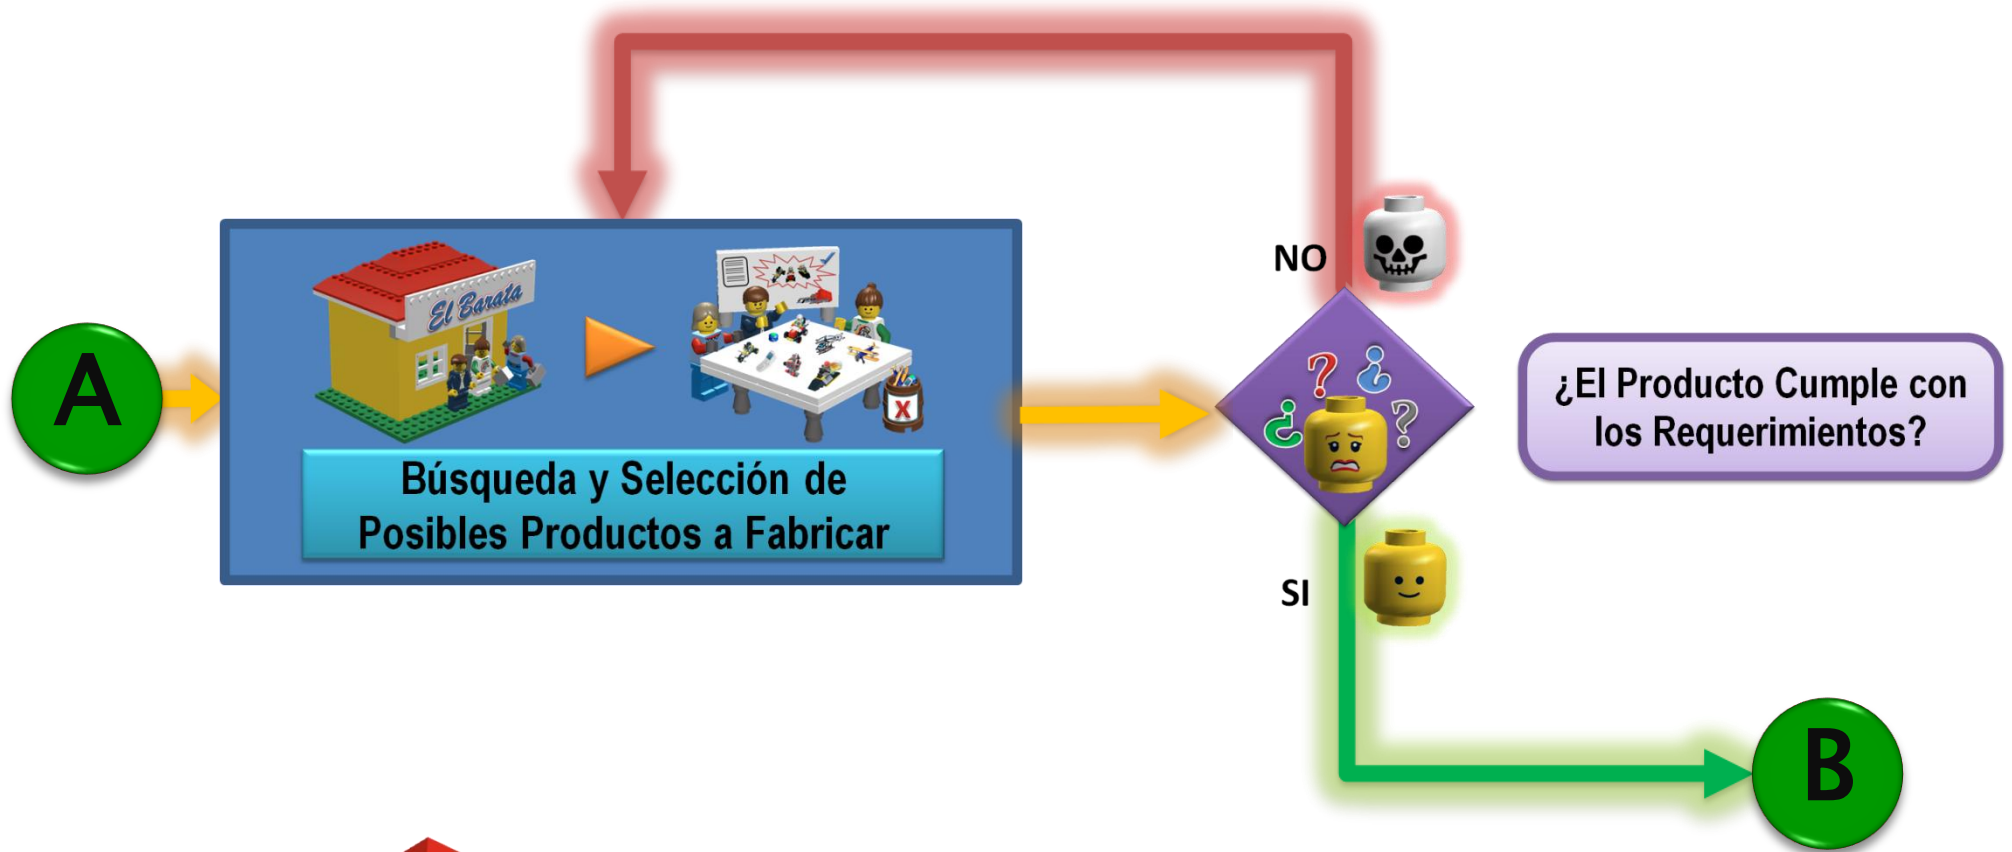 A
El Barata
X
Búsqueda y Selección de
Posibles Productos a Fabricar
NO
? ¿
¿ ?
SI
¿El Producto Cumple con
los Requerimientos?
B